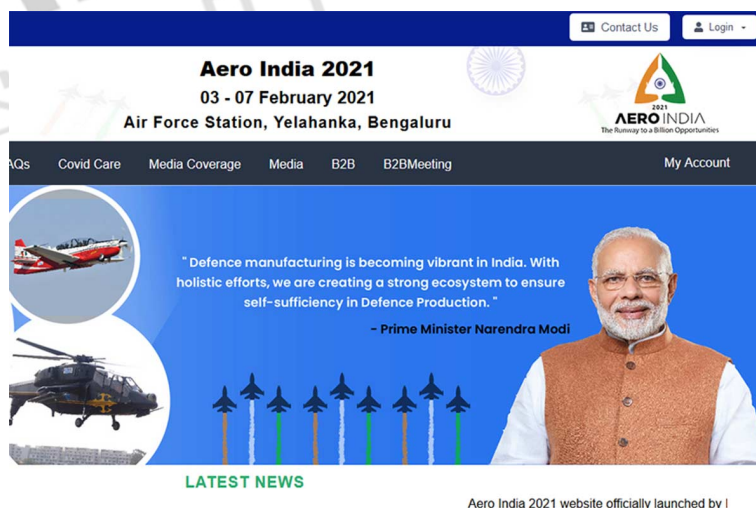 Contact Us
Login
Aero India 2021
03 - 07 February 2021
Air Force Station, Yelahanka, Bengaluru
2021
AEROINDIA
The Runway to a Billion Opportunities
AQs Covid Care Media Coverage Media B2B B2BMeeting My Account
" Defence manufacturing is becoming vibrant in India. With
holistic efforts, we are creating a strong ecosystem to ensure
self-sufficiency in Defence Production. "
- Prime Minister Narendra Modi
LATEST NEWS
Aero India 2021 website officially launched by